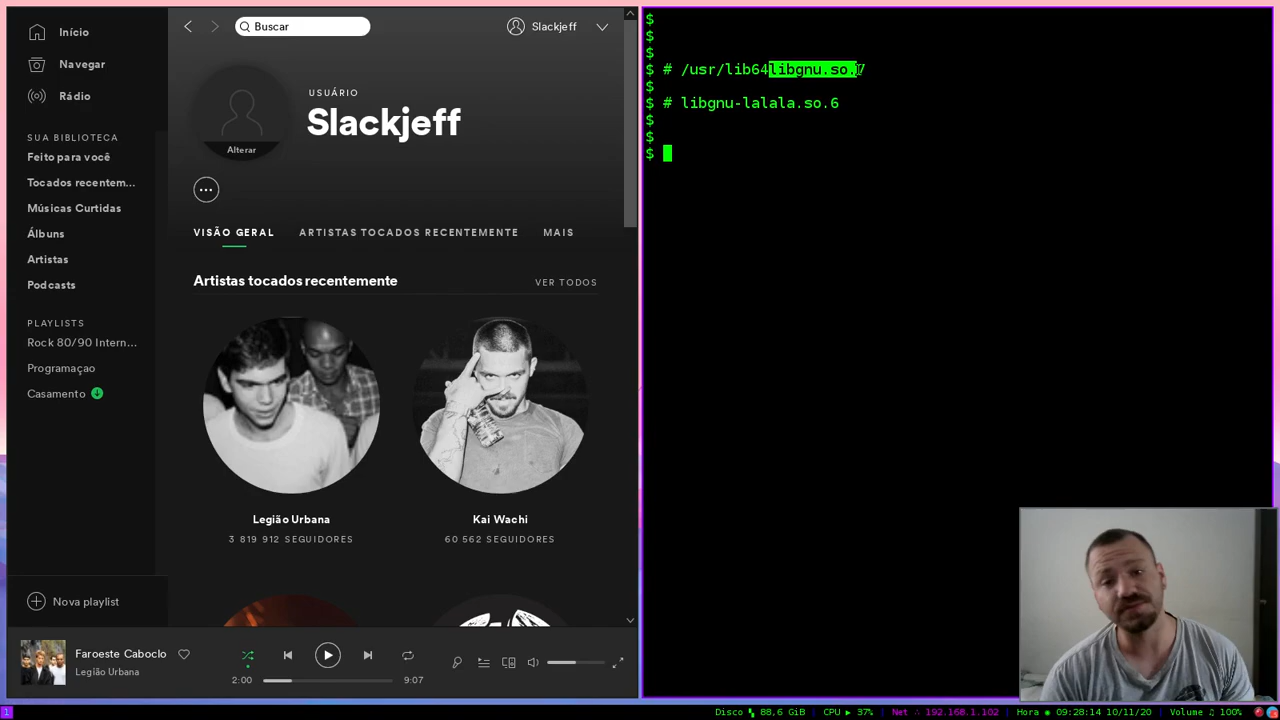 Início
Navegar
Rádio
SUA BIBLIOTECA
Feito para você
Tocados recentem...
Músicas Curtidas
Álbuns
Artistas
Podcasts
PLAYLISTS
Rock 80/90 Intern...
Programaçao
Casamento
Nova playlist
Buscar
Slackjeff
USUÁRIO
Slackjeff
Alterar
VISÃO GERAL ARTISTAS TOCADOS RECENTEMENTE MAIS
Artistas tocados recentemente VER TODOS
Legião Urbana
3 819 912 SEGUIDORES
Kai Wachi
60 562 SEGUIDORES
Faroeste Caboclo
Legião Urbana
2:00 9:07
$
$
$
$ # /usr/lib64libgnu.so.7
$
$ # libgnu-lalala.so.6
$
$
$
1 Disco 88,6 GiB CPU 37% Net 192.168.1.102 Hora 09:28:14 10/11/20 Volume ♫ 100%